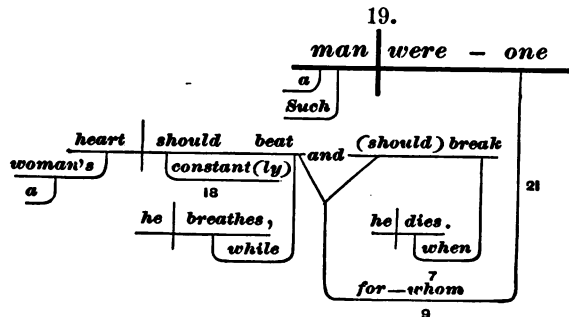 19.
man were – one
a
Such
heart should beat and (should) break
woman's constant(ly)
a
18
21
he breathes,
he dies.
while
when
7
for—whom
9